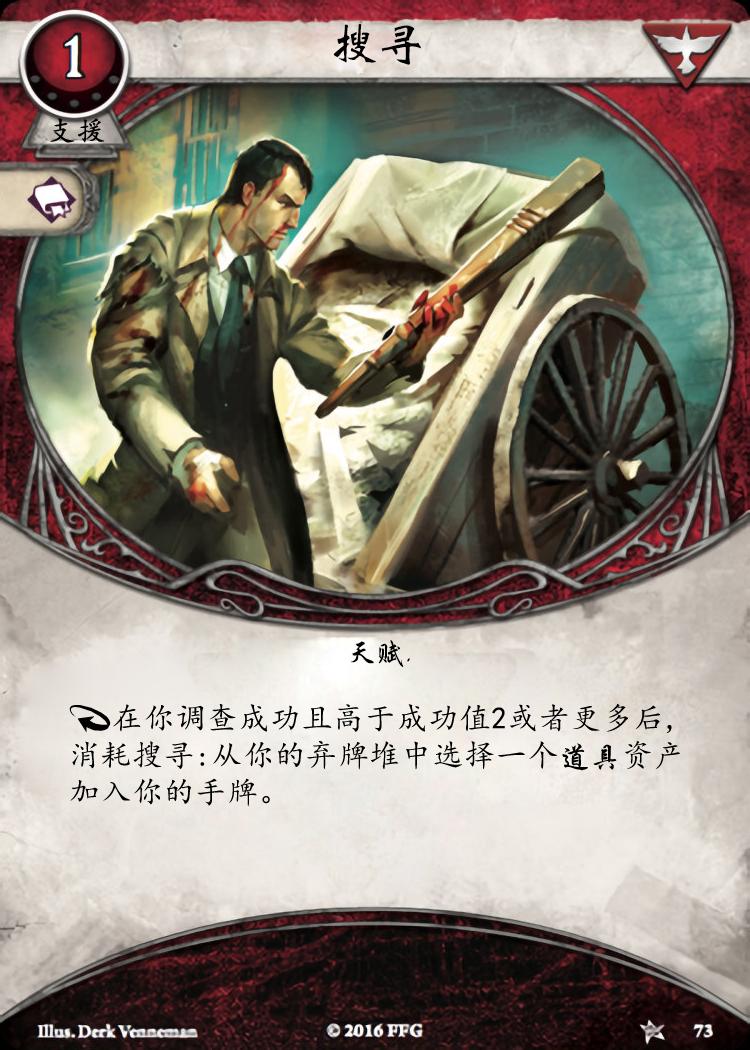 1
搜寻
支援
天赋.
在你调查成功且高于成功值2或者更多后，
消耗搜寻：从你的弃牌堆中选择一个道具资产
加入你的手牌。
Illus. Derk Venneman
© 2016 FFG
73